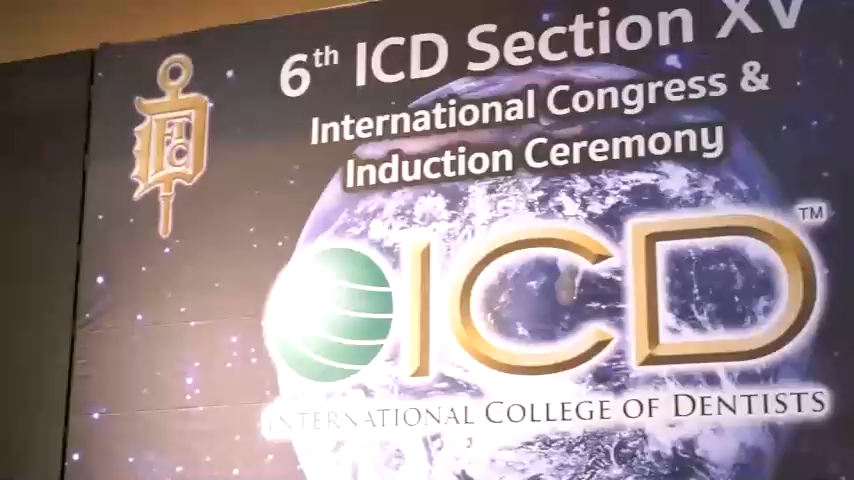 6th ICD Section XV
International Congress &
Induction Ceremony
ICD™
INTERNATIONAL COLLEGE OF DENTISTS